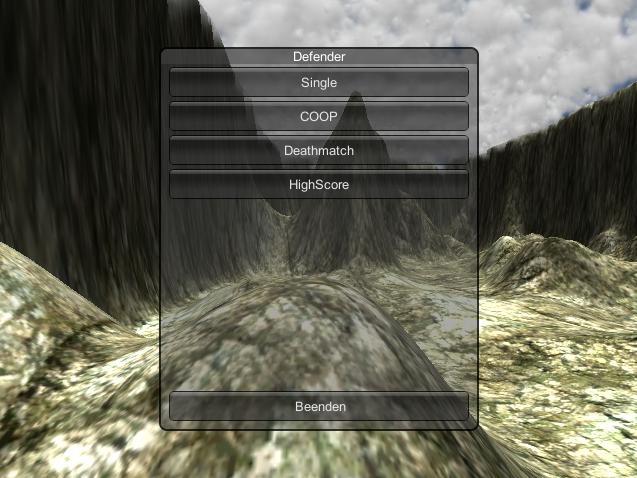 Defender
Single
COOP
Deathmatch
HighScore
Beenden